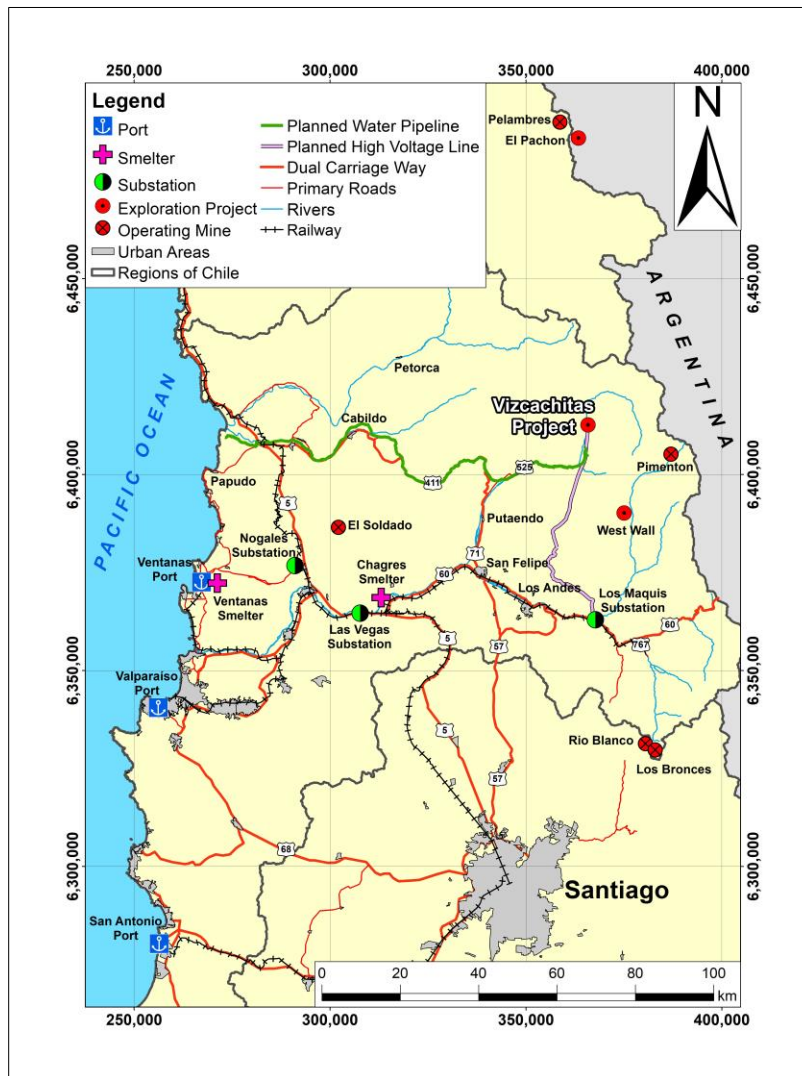 250,000 300,000 350,000 400,000
Legend
Port
Smelter
Substation
Exploration Project
Operating Mine
Urban Areas
Regions of Chile
Planned Water Pipeline
Planned High Voltage Line
Dual Carriage Way
Primary Roads
Rivers
Railway
N
Pelambres
El Pachon
6,450,000
6,450,000
ARGENTINA
PACIFIC OCEAN
Petorca
Vizcachitas
Project
Cabildo
6,400,000
6,400,000
Pimenton
Papudo
411
525
5
El Soldado
West Wall
Putaendo
Nogales
Substation
Ventanas
Port
Chagres
Smelter
71
San Felipe
60
Los Andes
Los Maquis
Substation
Ventanas
Smelter
Las Vegas
Substation
5
57
60
767
6,350,000
6,350,000
Valparaiso
Port
5
57
Rio Blanco
Los Bronces
68
6,300,000
6,300,000
Santiago
San Antonio
Port
0 20 40 60 80 100
km
250,000 300,000 350,000 400,000